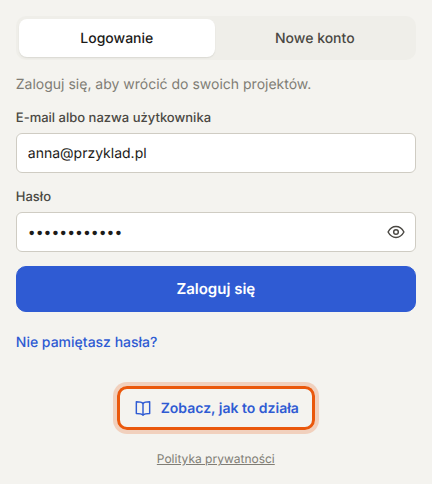 Logowanie
Nowe konto
Zaloguj się, aby wrócić do swoich projektów.
E-mail albo nazwa użytkownika
anna@przyklad.pl
Hasło
••••••••••••
Zaloguj się
Nie pamiętasz hasła?
Zobacz, jak to działa
Polityka prywatności